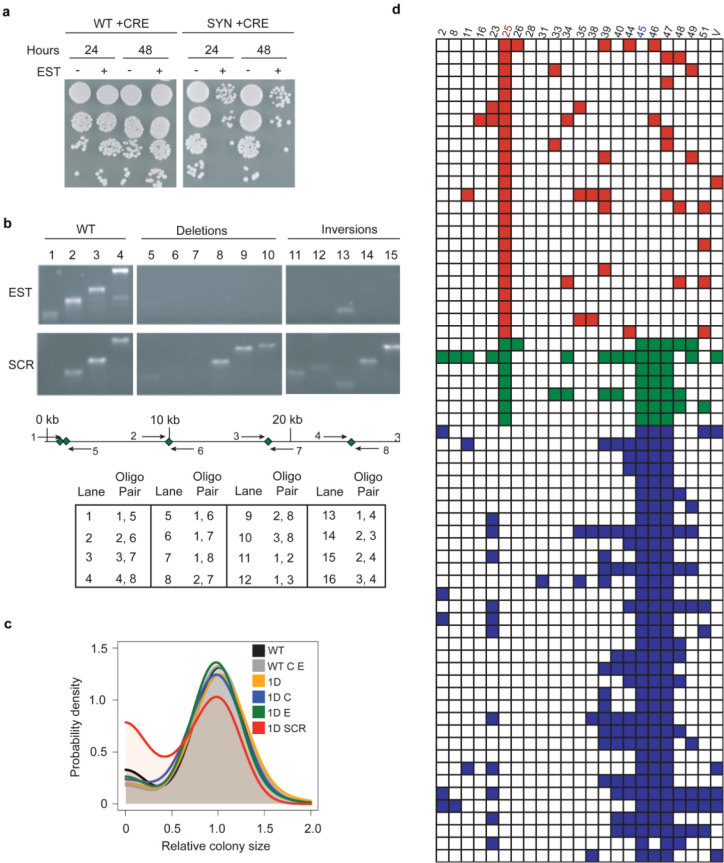 a
WT +CRE SYN +CRE
Hours 24 48 24 48
EST - + - + - + - +
b
WT Deletions Inversions
1 2 3 4 5 6 7 8 9 10 11 12 13 14 15
EST
SCR
0 kb 10 kb 20 kb
1 2 3 4 3
5 6 7 8
Lane Oligo Pair Lane Oligo Pair Lane Oligo Pair Lane Oligo Pair
1 1, 5 5 1, 6 9 2, 8 13 1, 4
2 2, 6 6 1, 7 10 3, 8 14 2, 3
3 3, 7 7 1, 8 11 1, 2 15 2, 4
4 4, 8 8 2, 7 12 1, 3 16 3, 4
c
Probability density
1.5
1.0
0.5
0
WT
WT C E
1D
1D C
1D E
1D SCR
0 0.5 1.0 1.5 2.0
Relative colony size
d
2 8 11 16 23 25 26 28 31 33 34 35 38 39 40 44 45 46 47 48 49 51 V